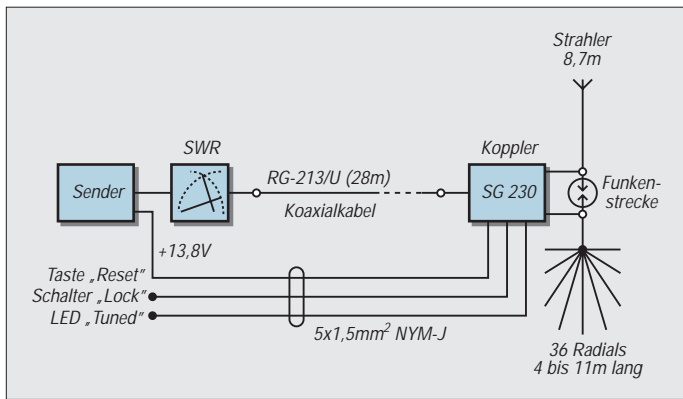 Strahler
8,7m
SWR
Koppler
Sender
RG-213/U (28m)
Koaxialkabel
SG 230
Funken-
strecke
+13,8V
Taste „Reset"
Schalter „Lock"
LED „Tuned"
5x1,5mm² NYM-J
36 Radials
4 bis 11m lang